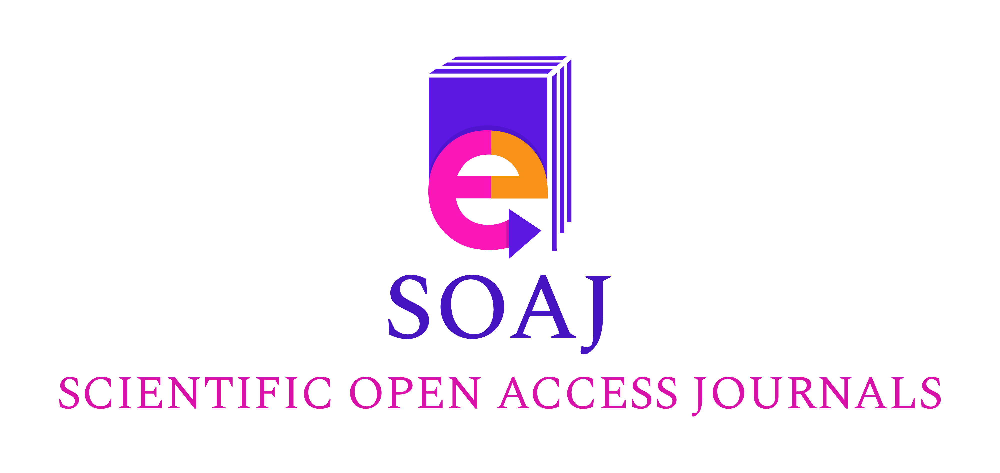 e
SOAJ
SCIENTIFIC OPEN ACCESS JOURNALS